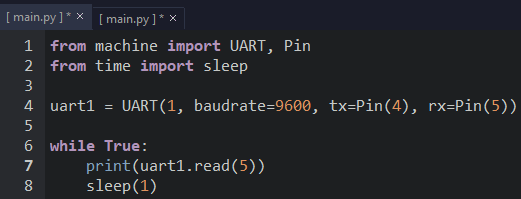 [ main.py ] * × [ main.py ] * ×
1 from machine import UART, Pin
2 from time import sleep
3
4 uart1 = UART(1, baudrate=9600, tx=Pin(4), rx=Pin(5))
5
6 while True:
7     print(uart1.read(5))
8     sleep(1)